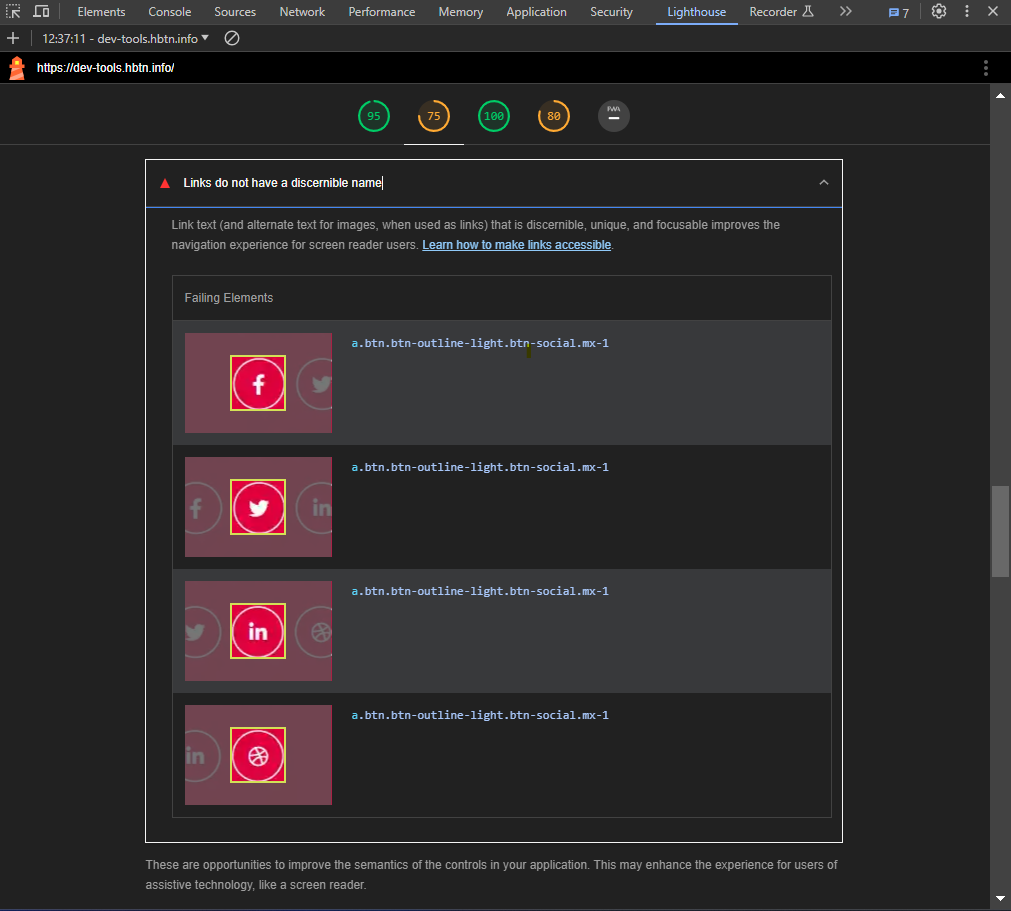 Elements Console Sources Network Performance Memory Application Security Lighthouse Recorder 7
12:37:11 - dev-tools.hbtn.info
https://dev-tools.hbtn.info/
95 75 100 80 PWA
Links do not have a discernible name
Link text (and alternate text for images, when used as links) that is discernible, unique, and focusable improves the
navigation experience for screen reader users. Learn how to make links accessible.
Failing Elements
a.btn.btn-outline-light.btn-social.mx-1
f
a.btn.btn-outline-light.btn-social.mx-1
f in
a.btn.btn-outline-light.btn-social.mx-1
in
a.btn.btn-outline-light.btn-social.mx-1
in
These are opportunities to improve the semantics of the controls in your application. This may enhance the experience for users of
assistive technology, like a screen reader.